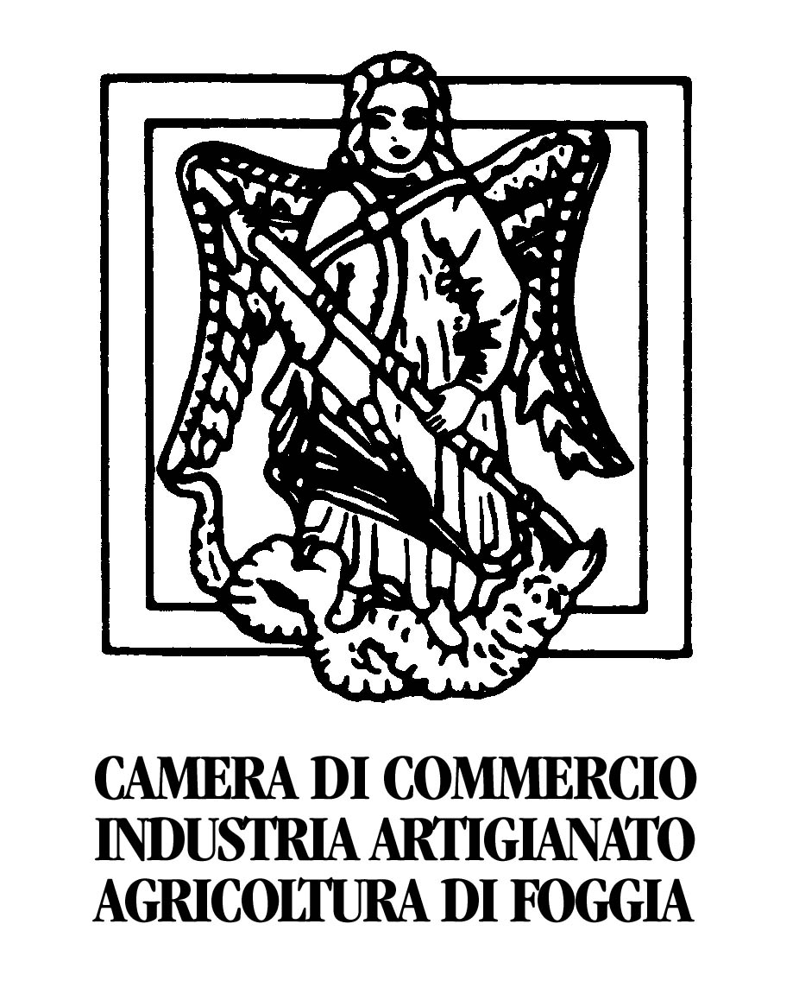 CAMERA DI COMMERCIO
INDUSTRIA ARTIGIANATO
AGRICOLTURA DI FOGGIA